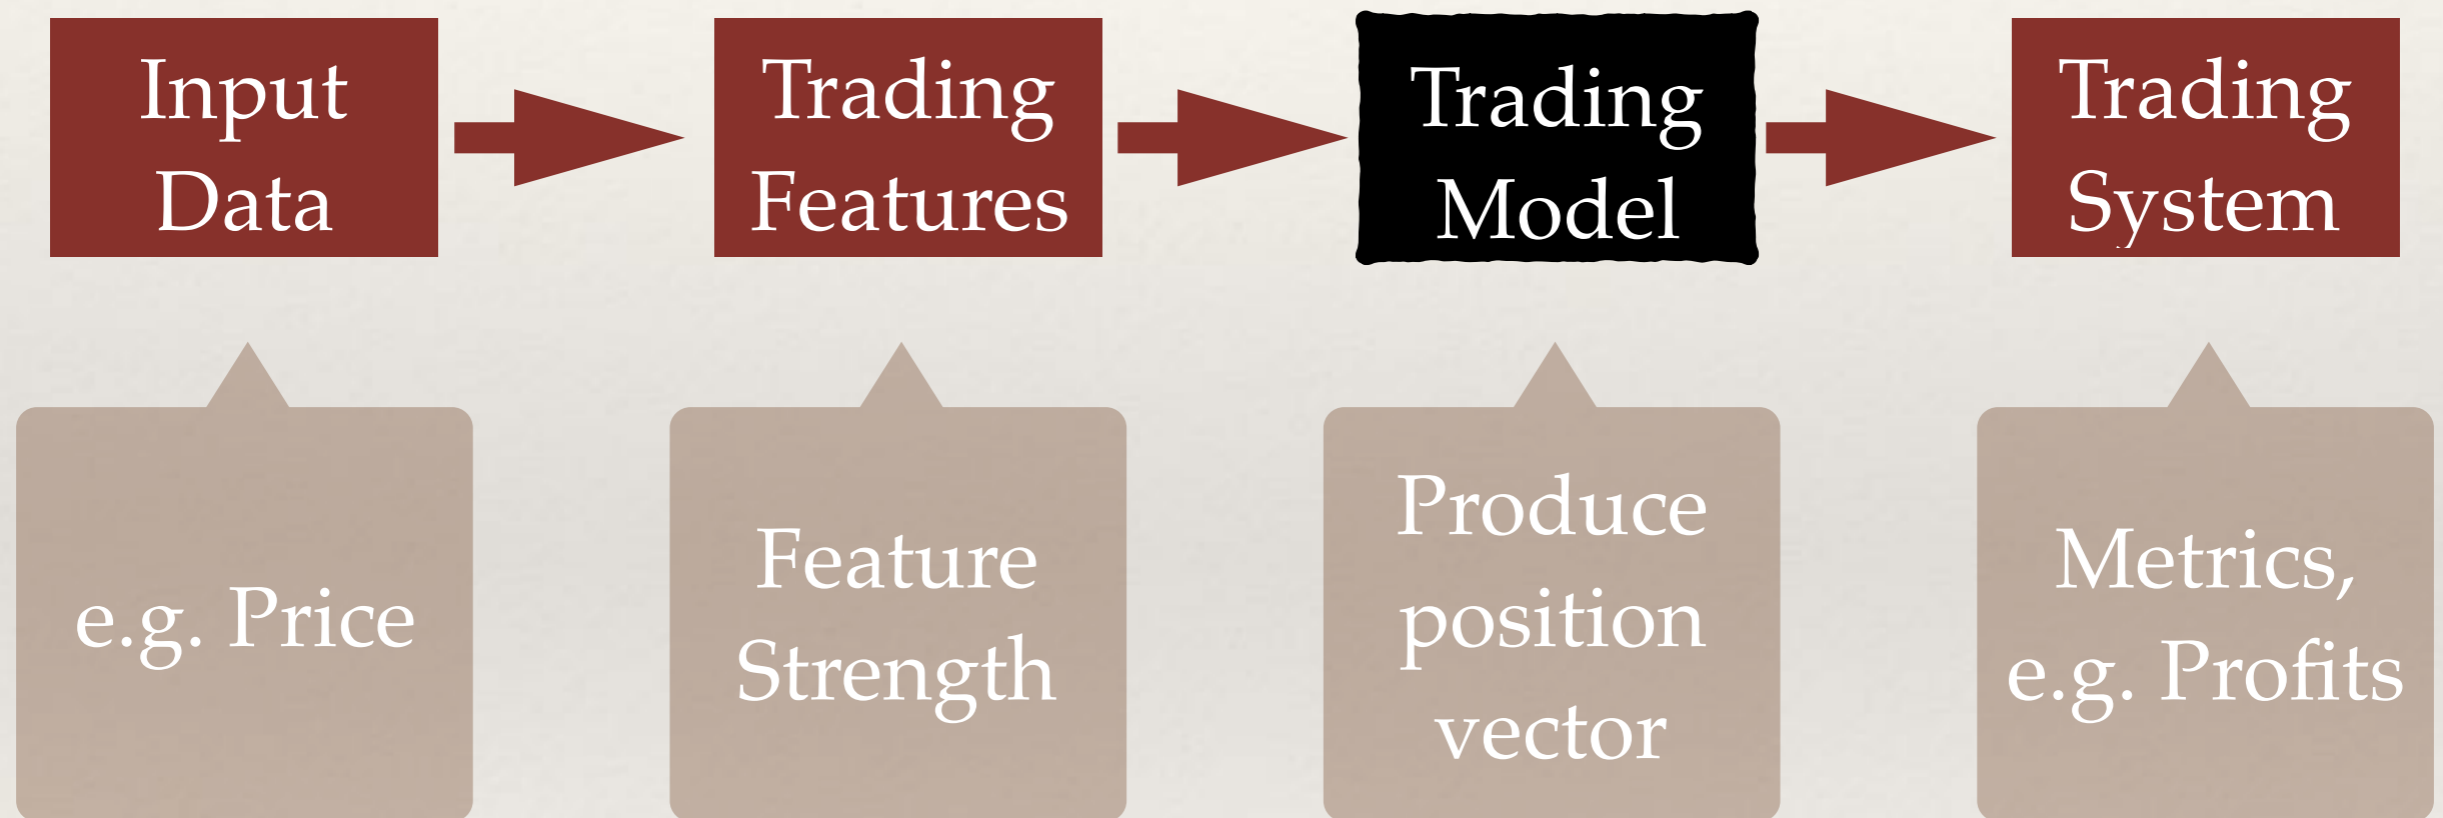 Input
Data
Trading
Features
Trading
Model
Trading
System
e.g. Price
Feature
Strength
Produce
position
vector
Metrics,
e.g. Profits